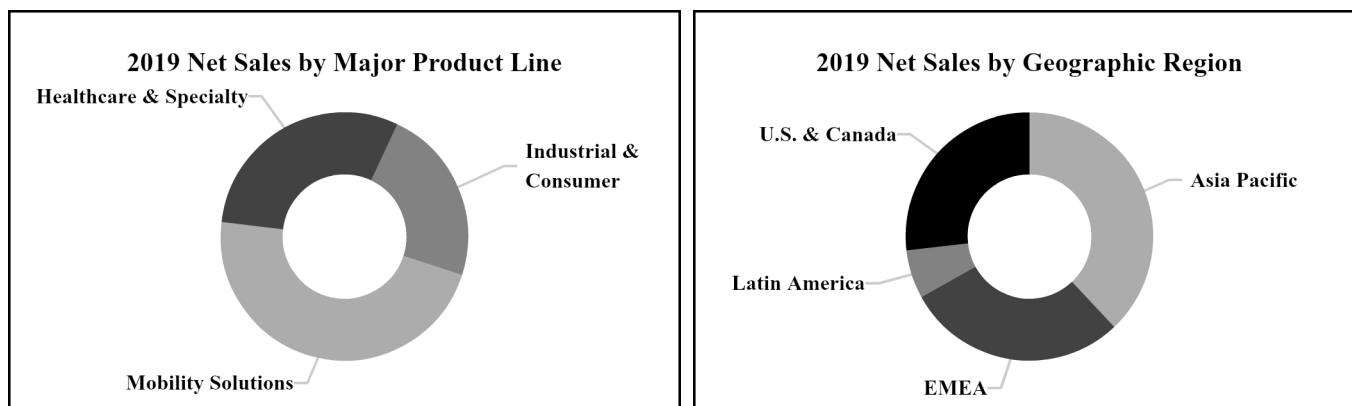 2019 Net Sales by Major Product Line
Healthcare & Specialty
Industrial &
Consumer
Mobility Solutions
2019 Net Sales by Geographic Region
U.S. & Canada
Asia Pacific
Latin America
EMEA